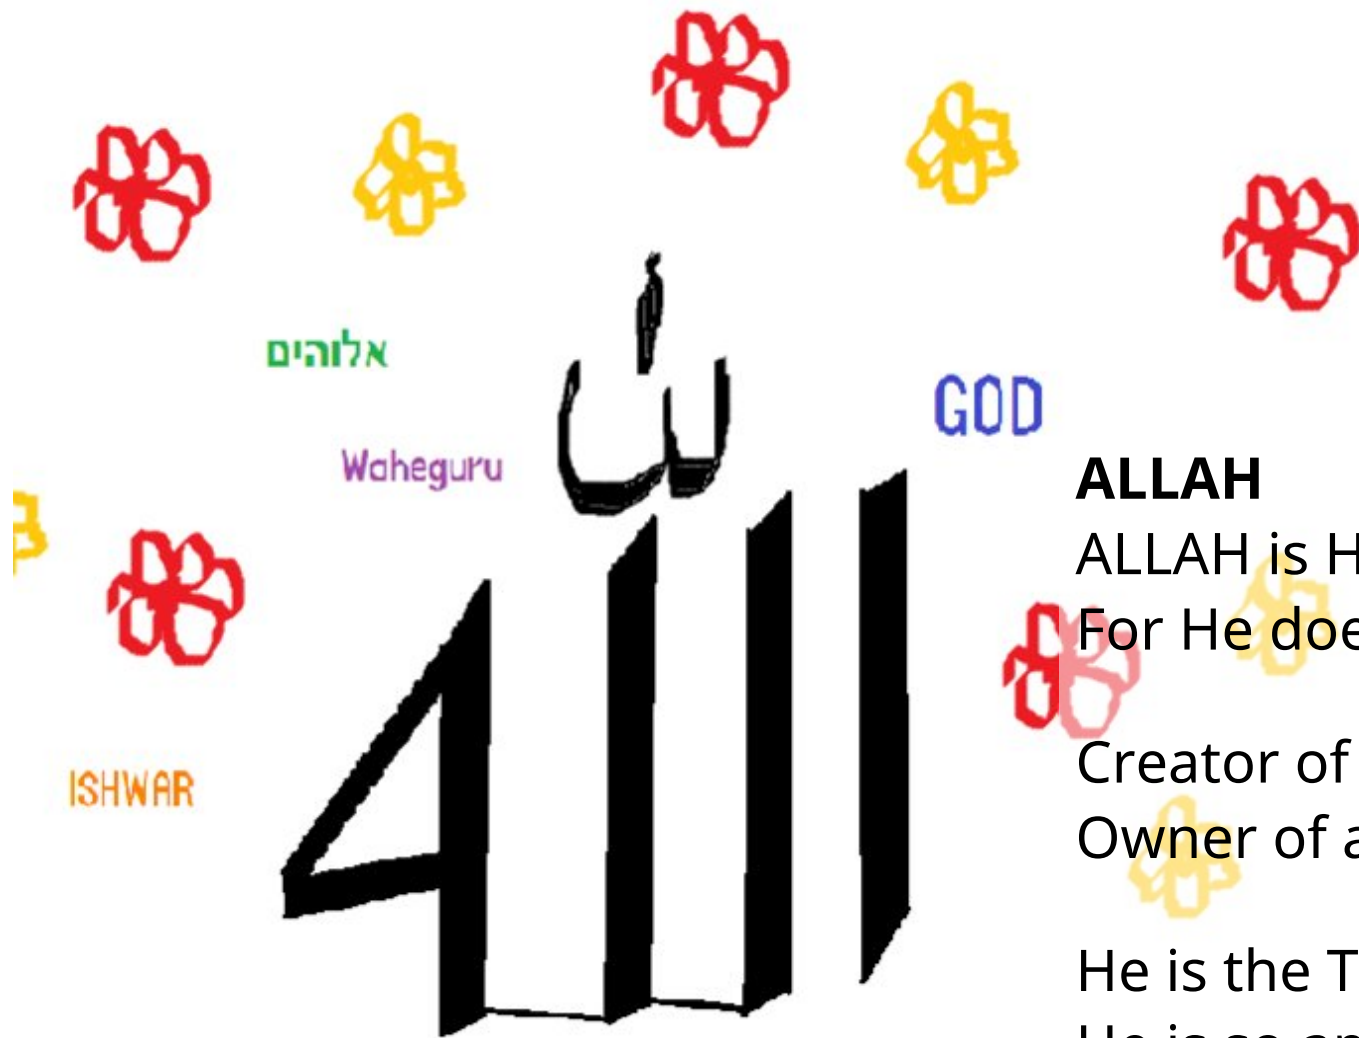 אלוהים
GOD
Waheguru
الله
ISHWAR
ALLAH
ALLAH is H
For He doe
Creator of
Owner of a
He is the T